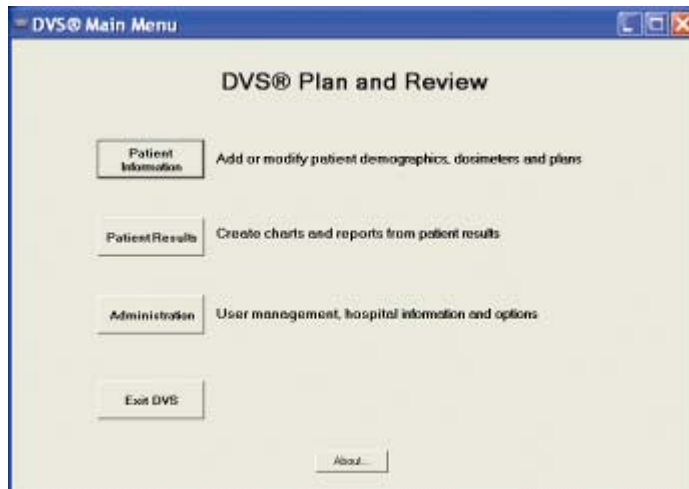 DVS® Main Menu
DVS® Plan and Review
Patient
Information
Add or modify patient demographics, dosimeters and plans
Patient Results
Create charts and reports from patient results
Administration
User management, hospital information and options
Exit DVS
About...